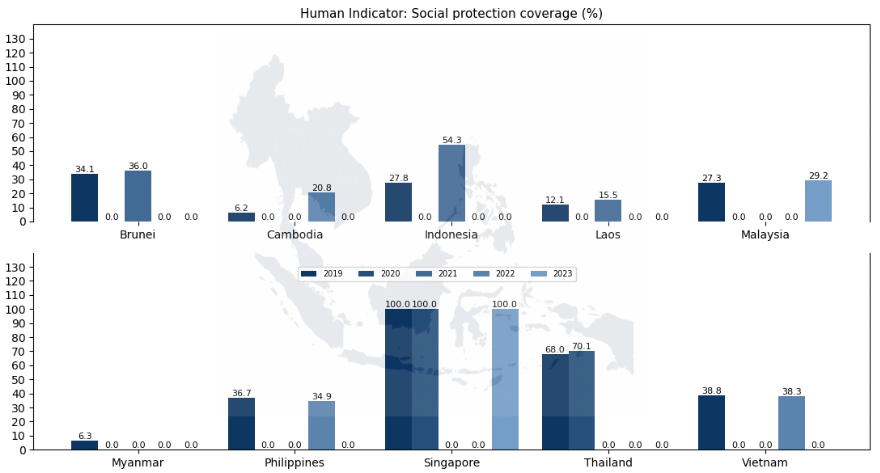 Human Indicator: Social protection coverage (%)
130
120
110
100
90
80
70
60
50
40
30
20
10
0
34.1 0.0 36.0 0.0 0.0
6.2 0.0 0.0 20.8 0.0
27.8 0.0 54.3 0.0 0.0
12.1 0.0 15.5 0.0 0.0
27.3 0.0 0.0 0.0 29.2
Brunei Cambodia Indonesia Laos Malaysia
2019 2020 2021 2022 2023
130
120
110
100
90
80
70
60
50
40
30
20
10
0
6.3 0.0 0.0 0.0 0.0
36.7 0.0 0.0 34.9 0.0
100.0 100.0 0.0 0.0 100.0
68.0 70.1 0.0 0.0 0.0
38.8 0.0 0.0 38.3 0.0
Myanmar Philippines Singapore Thailand Vietnam